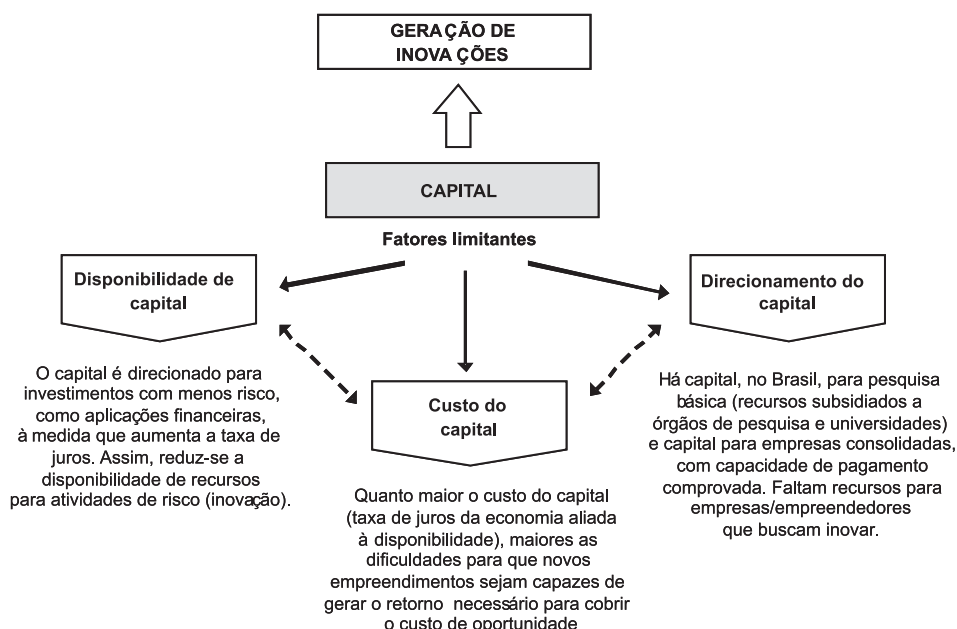 GERAÇÃO DE
INOVAÇÕES
CAPITAL
Fatores limitantes
Disponibilidade de
capital
O capital é direcionado para
investimentos com menos risco,
como aplicações financeiras,
à medida que aumenta a taxa de
juros. Assim, reduz-se a
disponibilidade de recursos
para atividades de risco (inovação).
Custo do
capital
Quanto maior o custo do capital
(taxa de juros da economia aliada
à disponibilidade), maiores as
dificuldades para que novos
empreendimentos sejam capazes de
gerar o retorno necessário para cobrir
o custo de oportunidade
Direcionamento do
capital
Há capital, no Brasil, para pesquisa
básica (recursos subsidiados a
órgãos de pesquisa e universidades)
e capital para empresas consolidadas,
com capacidade de pagamento
comprovada. Faltam recursos para
empresas/empreendedores
que buscam inovar.